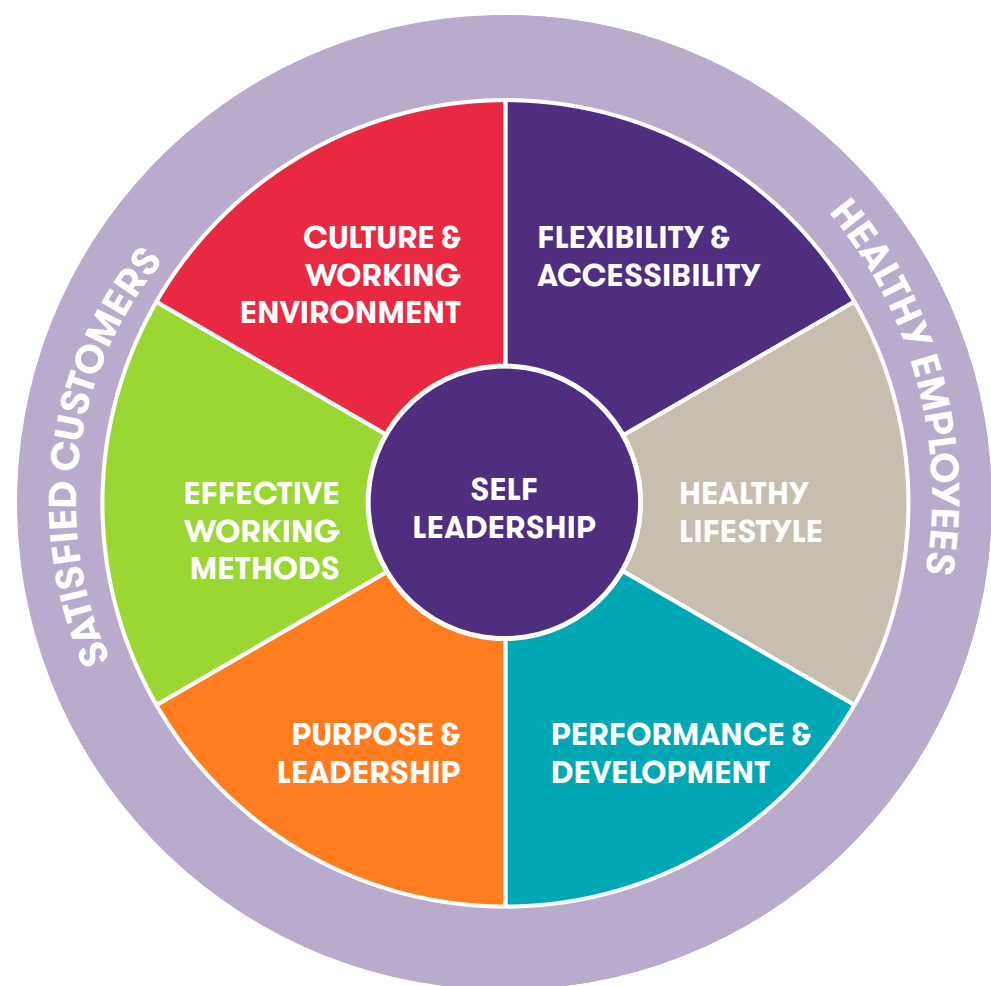 SATISFIED CUSTOMERS
HEALTHY EMPLOYEES
CULTURE &
WORKING
ENVIRONMENT
FLEXIBILITY &
ACCESSIBILITY
EFFECTIVE
WORKING
METHODS
SELF
LEADERSHIP
HEALTHY
LIFESTYLE
PURPOSE &
LEADERSHIP
PERFORMANCE &
DEVELOPMENT